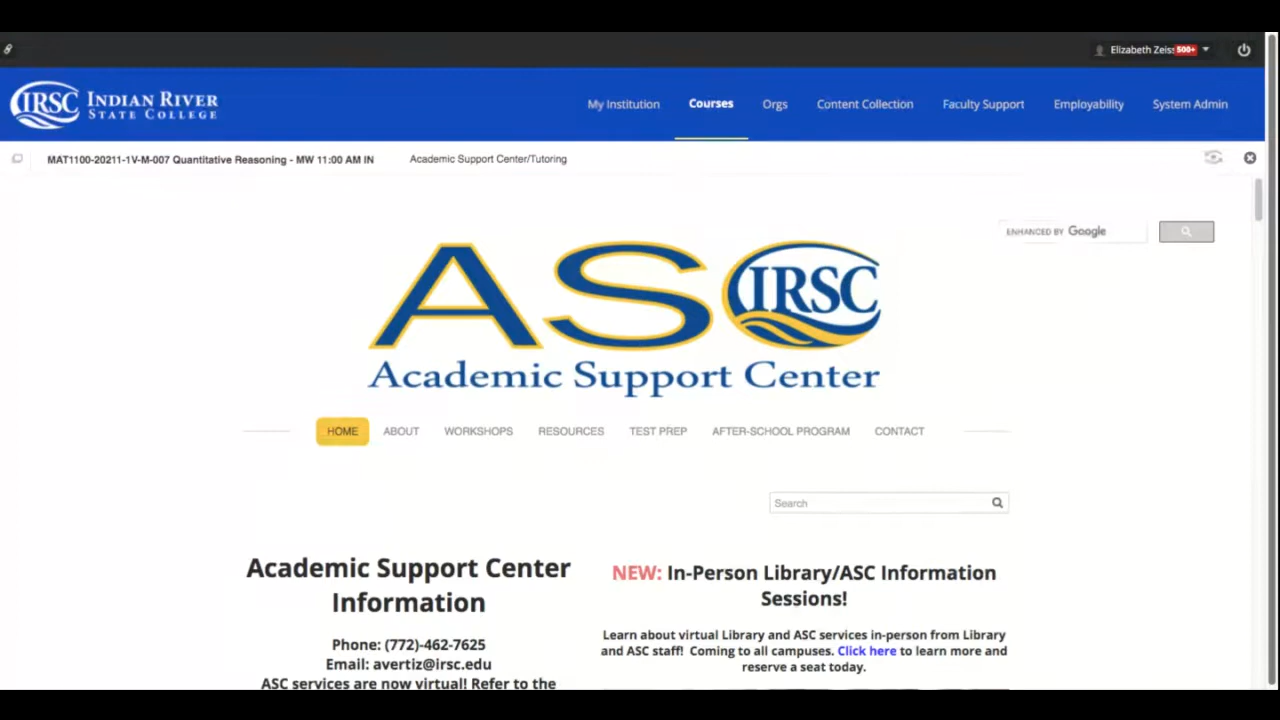 Elizabeth Zeiss 500+
IRSC INDIAN RIVER
STATE COLLEGE
My Institution Courses Orgs Content Collection Faculty Support Employability System Admin
MAT1100-20211-1V-M-007 Quantitative Reasoning - MW 11:00 AM IN Academic Support Center/Tutoring
ENHANCED BY Google
ASC IRSC
Academic Support Center
HOME ABOUT WORKSHOPS RESOURCES TEST PREP AFTER-SCHOOL PROGRAM CONTACT
Search
Academic Support Center
Information
Phone: (772)-462-7625
Email: avertiz@irsc.edu
ASC services are now virtual! Refer to the
NEW: In-Person Library/ASC Information
Sessions!
Learn about virtual Library and ASC services in-person from Library
and ASC staff! Coming to all campuses. Click here to learn more and
reserve a seat today.